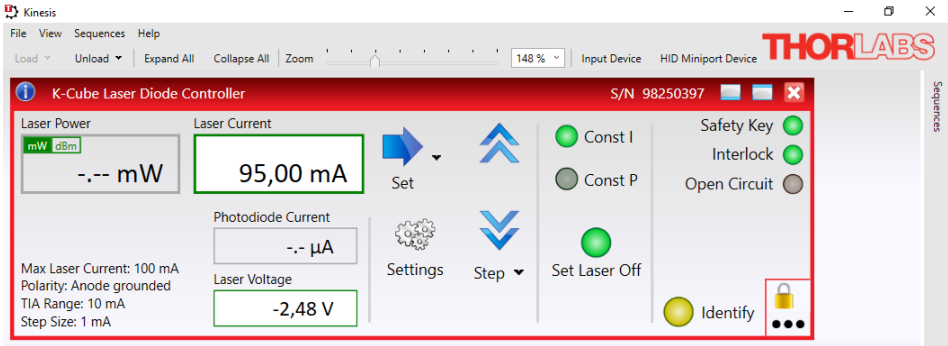 Kinesis
File View Sequences Help
Load Unload Expand All Collapse All Zoom 148 % Input Device HID Miniport Device
THORLABS
Sequences
K-Cube Laser Diode Controller S/N 98250397
Laser Power Laser Current
mW dBm
-.-- mW 95,00 mA
Set
Const I
Const P
Safety Key
Interlock
Open Circuit
Photodiode Current
-.- µA
Laser Voltage
-2,48 V
Settings Step Set Laser Off
Max Laser Current: 100 mA
Polarity: Anode grounded
TIA Range: 10 mA
Step Size: 1 mA
Identify